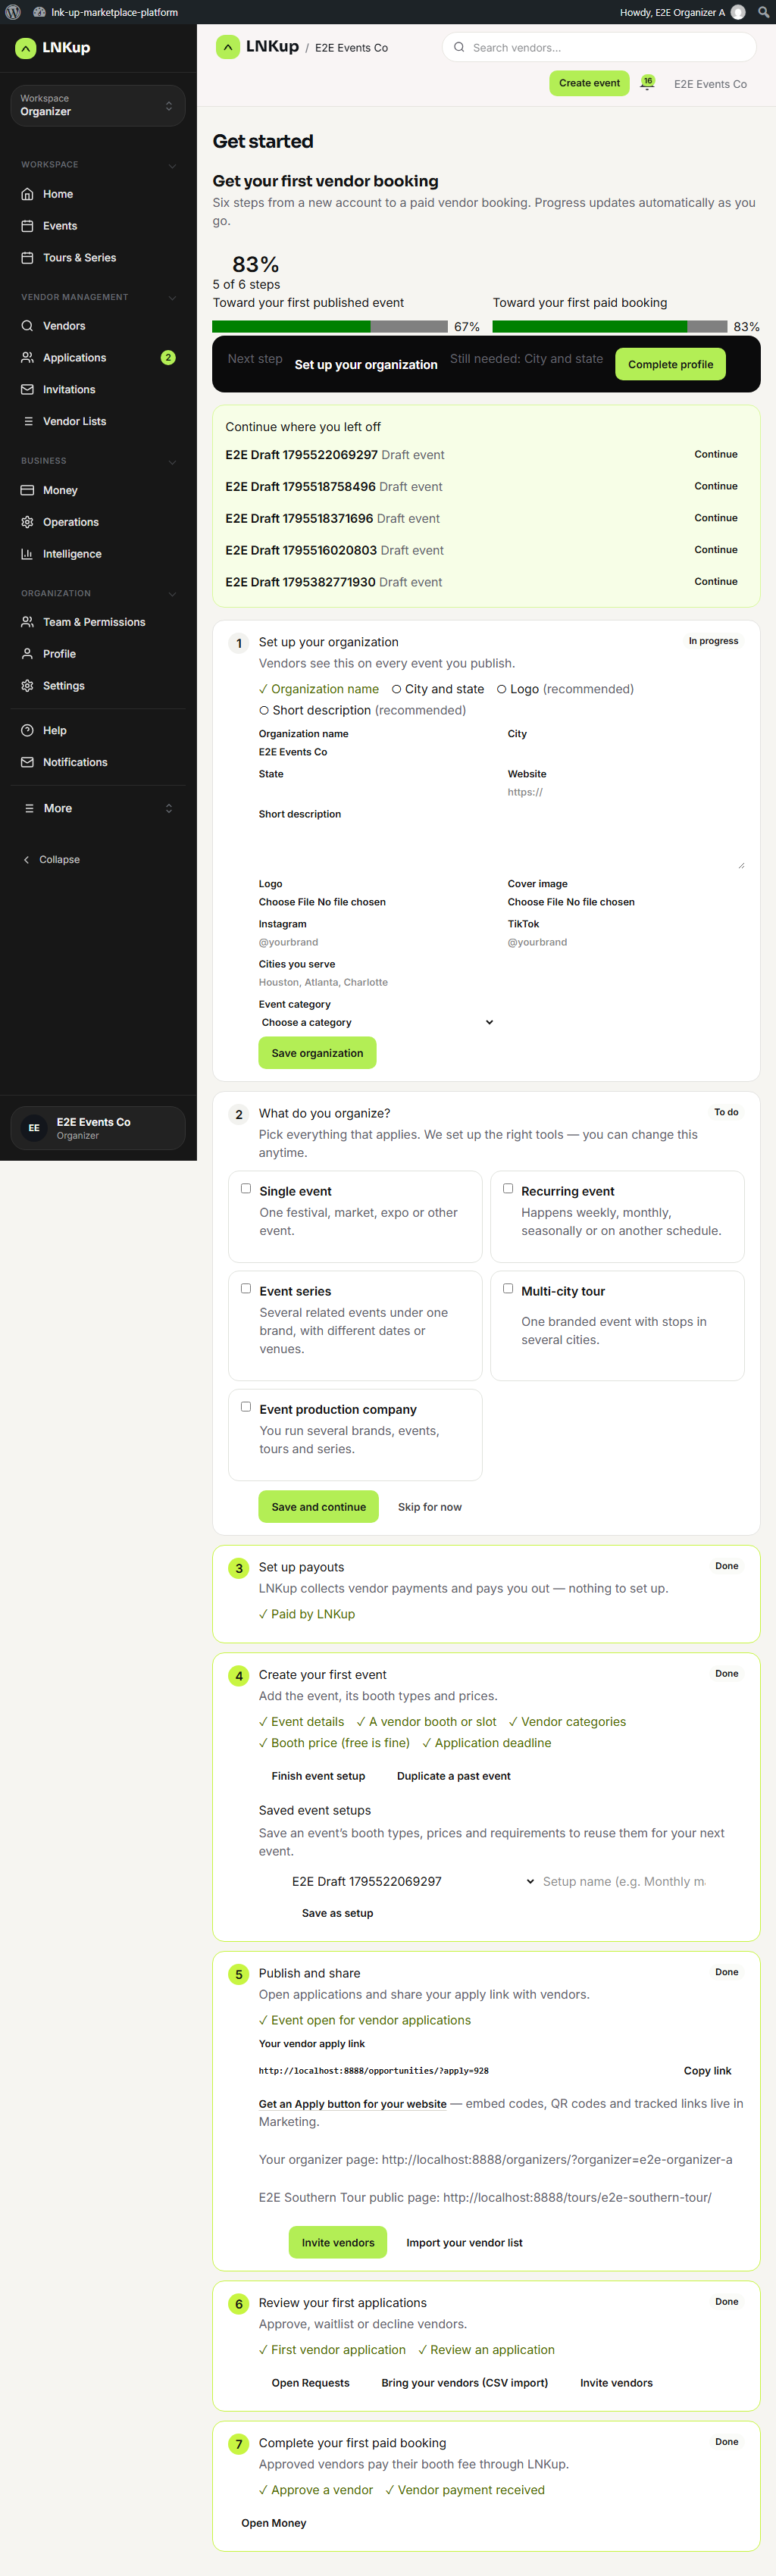 lnk-up-marketplace-platform
Howdy, E2E Organizer A
LNKup
Workspace
Organizer
WORKSPACE
Home
Events
Tours & Series
VENDOR MANAGEMENT
Vendors
Applications 2
Invitations
Vendor Lists
BUSINESS
Money
Operations
Intelligence
ORGANIZATION
Team & Permissions
Profile
Settings
Help
Notifications
More
Collapse
EE
E2E Events Co
Organizer
LNKup / E2E Events Co
Search vendors...
Create event
16
E2E Events Co
Get started
Get your first vendor booking
Six steps from a new account to a paid vendor booking. Progress updates automatically as you
go.
83%
5 of 6 steps
Toward your first published event
67%
Toward your first paid booking
83%
Next step Set up your organization Still needed: City and state Complete profile
Continue where you left off
E2E Draft 1795522069297 Draft event Continue
E2E Draft 1795518758496 Draft event Continue
E2E Draft 1795518371696 Draft event Continue
E2E Draft 1795516020803 Draft event Continue
E2E Draft 1795382771930 Draft event Continue
1 Set up your organization In progress
Vendors see this on every event you publish.
✓ Organization name ○ City and state ○ Logo (recommended)
○ Short description (recommended)
Organization name City
E2E Events Co
State Website
https://
Short description
Logo Cover image
Choose File No file chosen Choose File No file chosen
Instagram TikTok
@yourbrand @yourbrand
Cities you serve
Houston, Atlanta, Charlotte
Event category
Choose a category
Save organization
2 What do you organize? To do
Pick everything that applies. We set up the right tools — you can change this
anytime.
Single event
One festival, market, expo or other
event.
Recurring event
Happens weekly, monthly,
seasonally or on another schedule.
Event series
Several related events under one
brand, with different dates or
venues.
Multi-city tour
One branded event with stops in
several cities.
Event production company
You run several brands, events,
tours and series.
Save and continue Skip for now
3 Set up payouts Done
LNKup collects vendor payments and pays you out — nothing to set up.
✓ Paid by LNKup
4 Create your first event Done
Add the event, its booth types and prices.
✓ Event details ✓ A vendor booth or slot ✓ Vendor categories
✓ Booth price (free is fine) ✓ Application deadline
Finish event setup Duplicate a past event
Saved event setups
Save an event’s booth types, prices and requirements to reuse them for your next
event.
E2E Draft 1795522069297 Setup name (e.g. Monthly m
Save as setup
5 Publish and share Done
Open applications and share your apply link with vendors.
✓ Event open for vendor applications
Your vendor apply link
http://localhost:8888/opportunities/?apply=928 Copy link
Get an Apply button for your website — embed codes, QR codes and tracked links live in
Marketing.
Your organizer page: http://localhost:8888/organizers/?organizer=e2e-organizer-a
E2E Southern Tour public page: http://localhost:8888/tours/e2e-southern-tour/
Invite vendors Import your vendor list
6 Review your first applications Done
Approve, waitlist or decline vendors.
✓ First vendor application ✓ Review an application
Open Requests Bring your vendors (CSV import) Invite vendors
7 Complete your first paid booking Done
Approved vendors pay their booth fee through LNKup.
✓ Approve a vendor ✓ Vendor payment received
Open Money